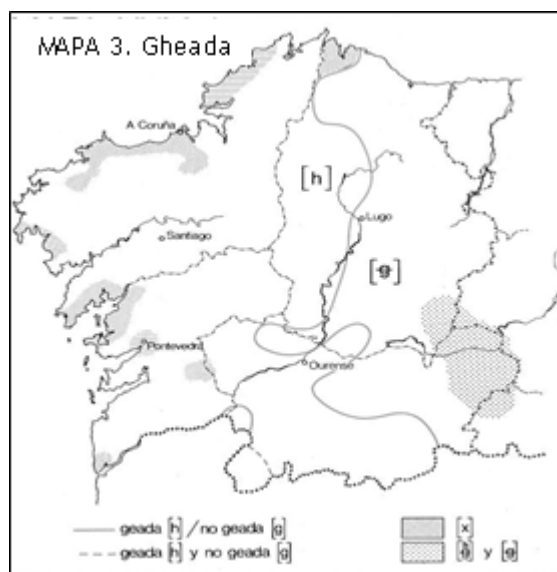 MAPA 3. Gheada
A Coruña
[h]
Lugo
Santiago
[g]
Pontevedra
Ourense
geada [h] / no geada [g]
[x]
geada [h] y no geada [g]
y [g]